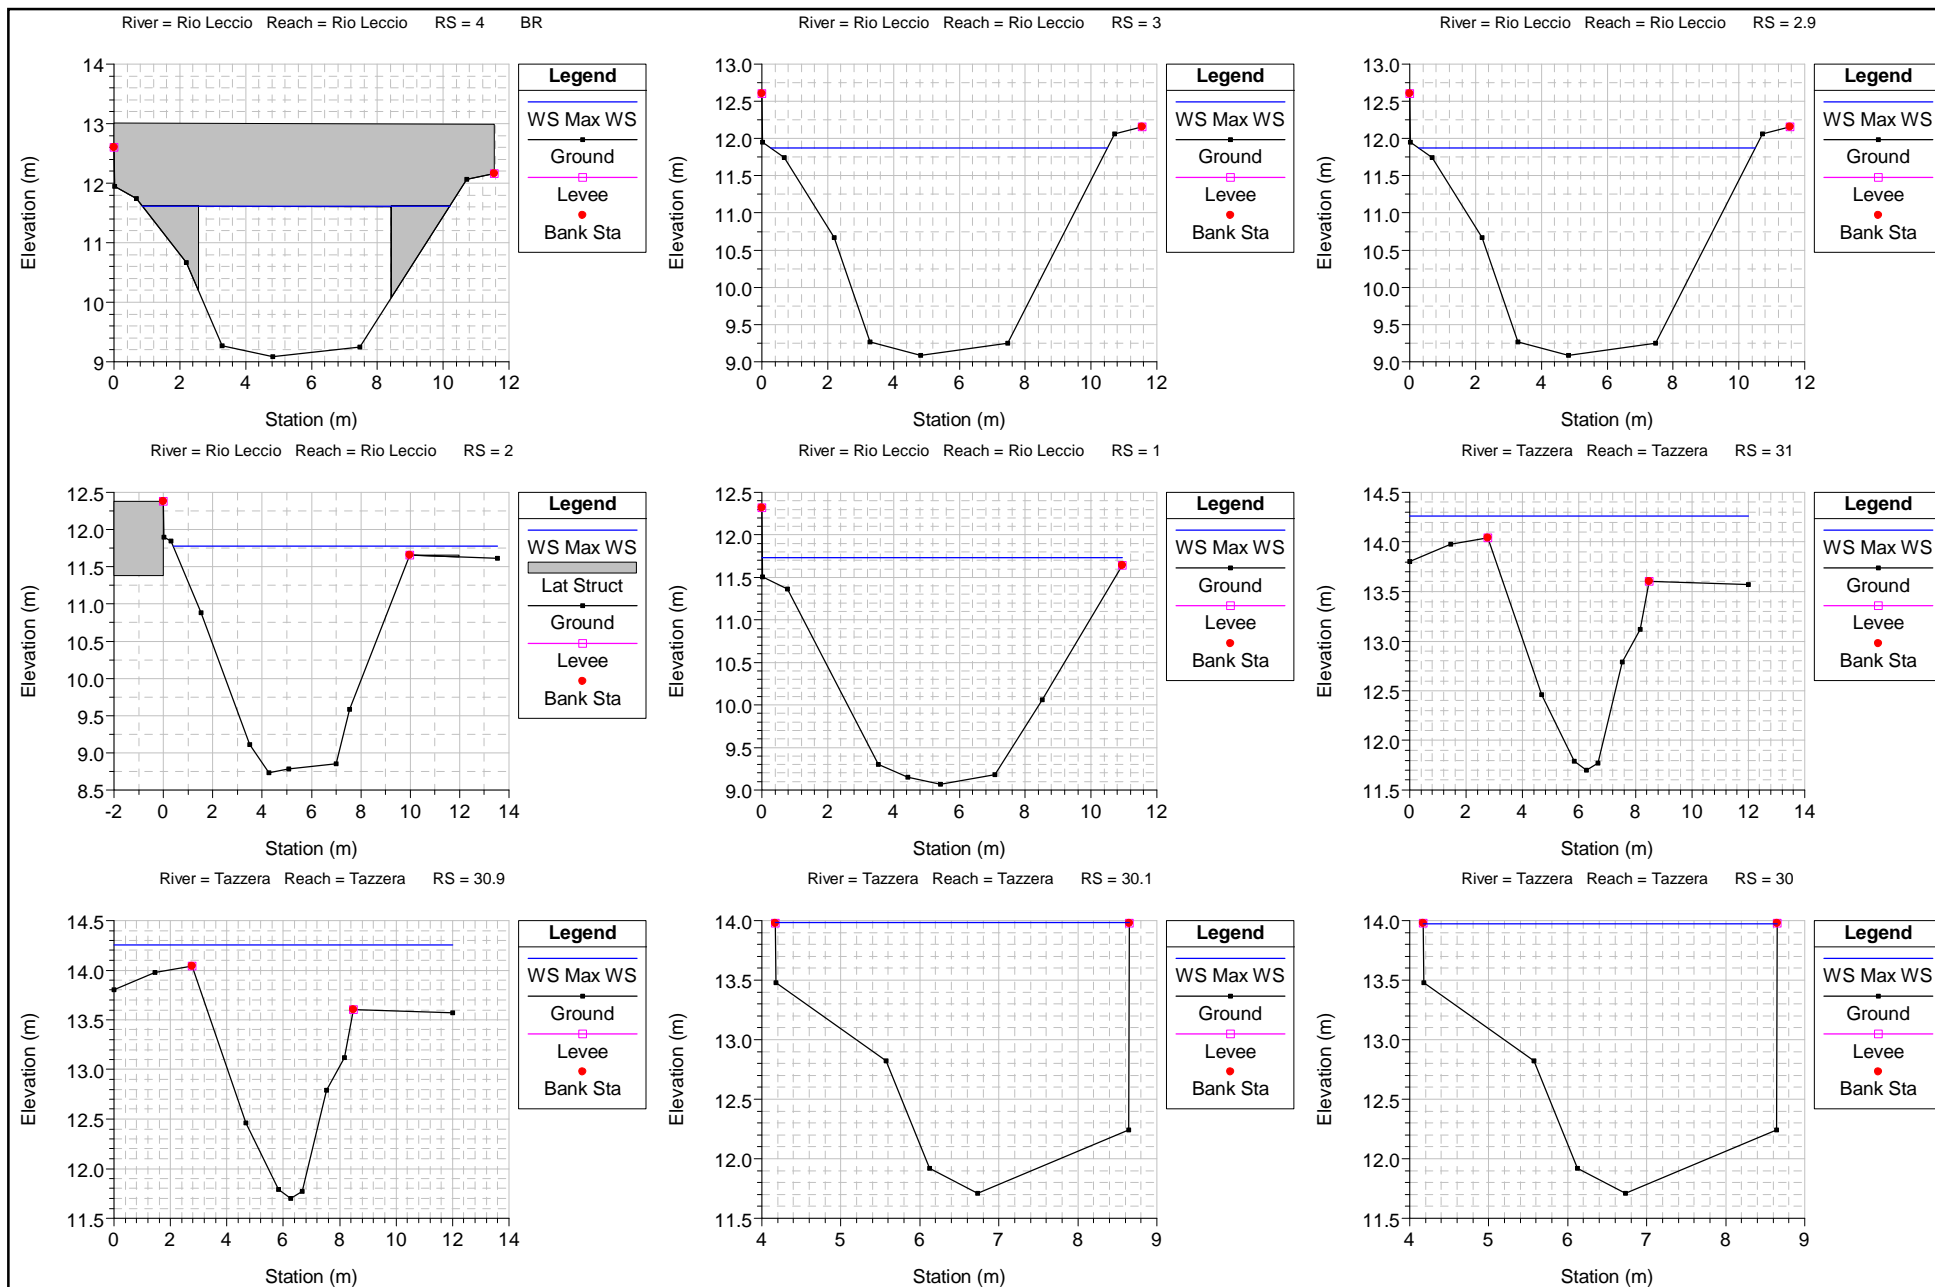 River = Rio Leccio Reach = Rio Leccio RS = 4 BR
14
13
12
11
10
9
0 2 4 6 8 10 12
Elevation (m)
Station (m)
Legend
WS Max WS
Ground
Levee
Bank Sta
River = Rio Leccio Reach = Rio Leccio RS = 3
13.0
12.5
12.0
11.5
11.0
10.5
10.0
9.5
9.0
0 2 4 6 8 10 12
Elevation (m)
Station (m)
Legend
WS Max WS
Ground
Levee
Bank Sta
River = Rio Leccio Reach = Rio Leccio RS = 2.9
13.0
12.5
12.0
11.5
11.0
10.5
10.0
9.5
9.0
0 2 4 6 8 10 12
Elevation (m)
Station (m)
Legend
WS Max WS
Ground
Levee
Bank Sta
River = Rio Leccio Reach = Rio Leccio RS = 2
12.5
12.0
11.5
11.0
10.5
10.0
9.5
9.0
8.5
-2 0 2 4 6 8 10 12 14
Elevation (m)
Station (m)
Legend
WS Max WS
Lat Struct
Ground
Levee
Bank Sta
River = Rio Leccio Reach = Rio Leccio RS = 1
12.5
12.0
11.5
11.0
10.5
10.0
9.5
9.0
0 2 4 6 8 10 12
Elevation (m)
Station (m)
Legend
WS Max WS
Ground
Levee
Bank Sta
River = Tazzera Reach = Tazzera RS = 31
14.5
14.0
13.5
13.0
12.5
12.0
11.5
0 2 4 6 8 10 12 14
Elevation (m)
Station (m)
Legend
WS Max WS
Ground
Levee
Bank Sta
River = Tazzera Reach = Tazzera RS = 30.9
14.5
14.0
13.5
13.0
12.5
12.0
11.5
0 2 4 6 8 10 12 14
Elevation (m)
Station (m)
Legend
WS Max WS
Ground
Levee
Bank Sta
River = Tazzera Reach = Tazzera RS = 30.1
14.0
13.5
13.0
12.5
12.0
11.5
4 5 6 7 8 9
Elevation (m)
Station (m)
Legend
WS Max WS
Ground
Levee
Bank Sta
River = Tazzera Reach = Tazzera RS = 30
14.0
13.5
13.0
12.5
12.0
11.5
4 5 6 7 8 9
Elevation (m)
Station (m)
Legend
WS Max WS
Ground
Levee
Bank Sta